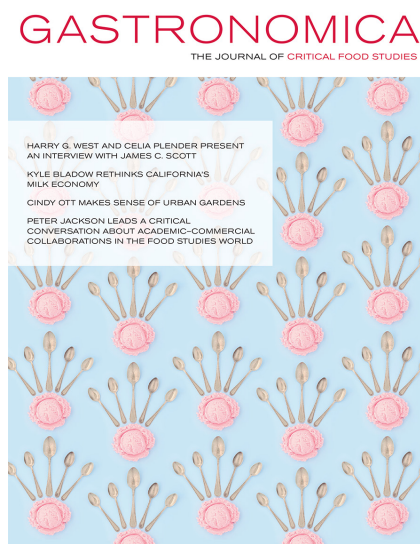 GASTRONOMICA
THE JOURNAL OF CRITICAL FOOD STUDIES
HARRY G. WEST AND CELIA PLENDER PRESENT
AN INTERVIEW WITH JAMES C. SCOTT
KYLE BLADOW RETHINKS CALIFORNIA'S
MILK ECONOMY
CINDY OTT MAKES SENSE OF URBAN GARDENS
PETER JACKSON LEADS A CRITICAL
CONVERSATION ABOUT ACADEMIC–COMMERCIAL
COLLABORATIONS IN THE FOOD STUDIES WORLD